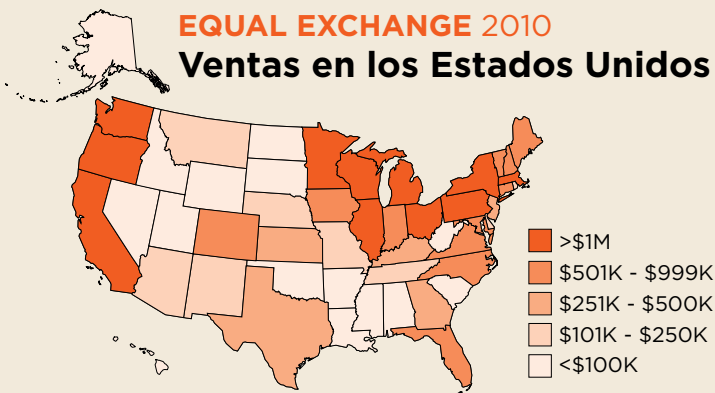 EQUAL EXCHANGE 2010
Ventas en los Estados Unidos
>$1M
$501K - $999K
$251K - $500K
$101K - $250K
<$100K